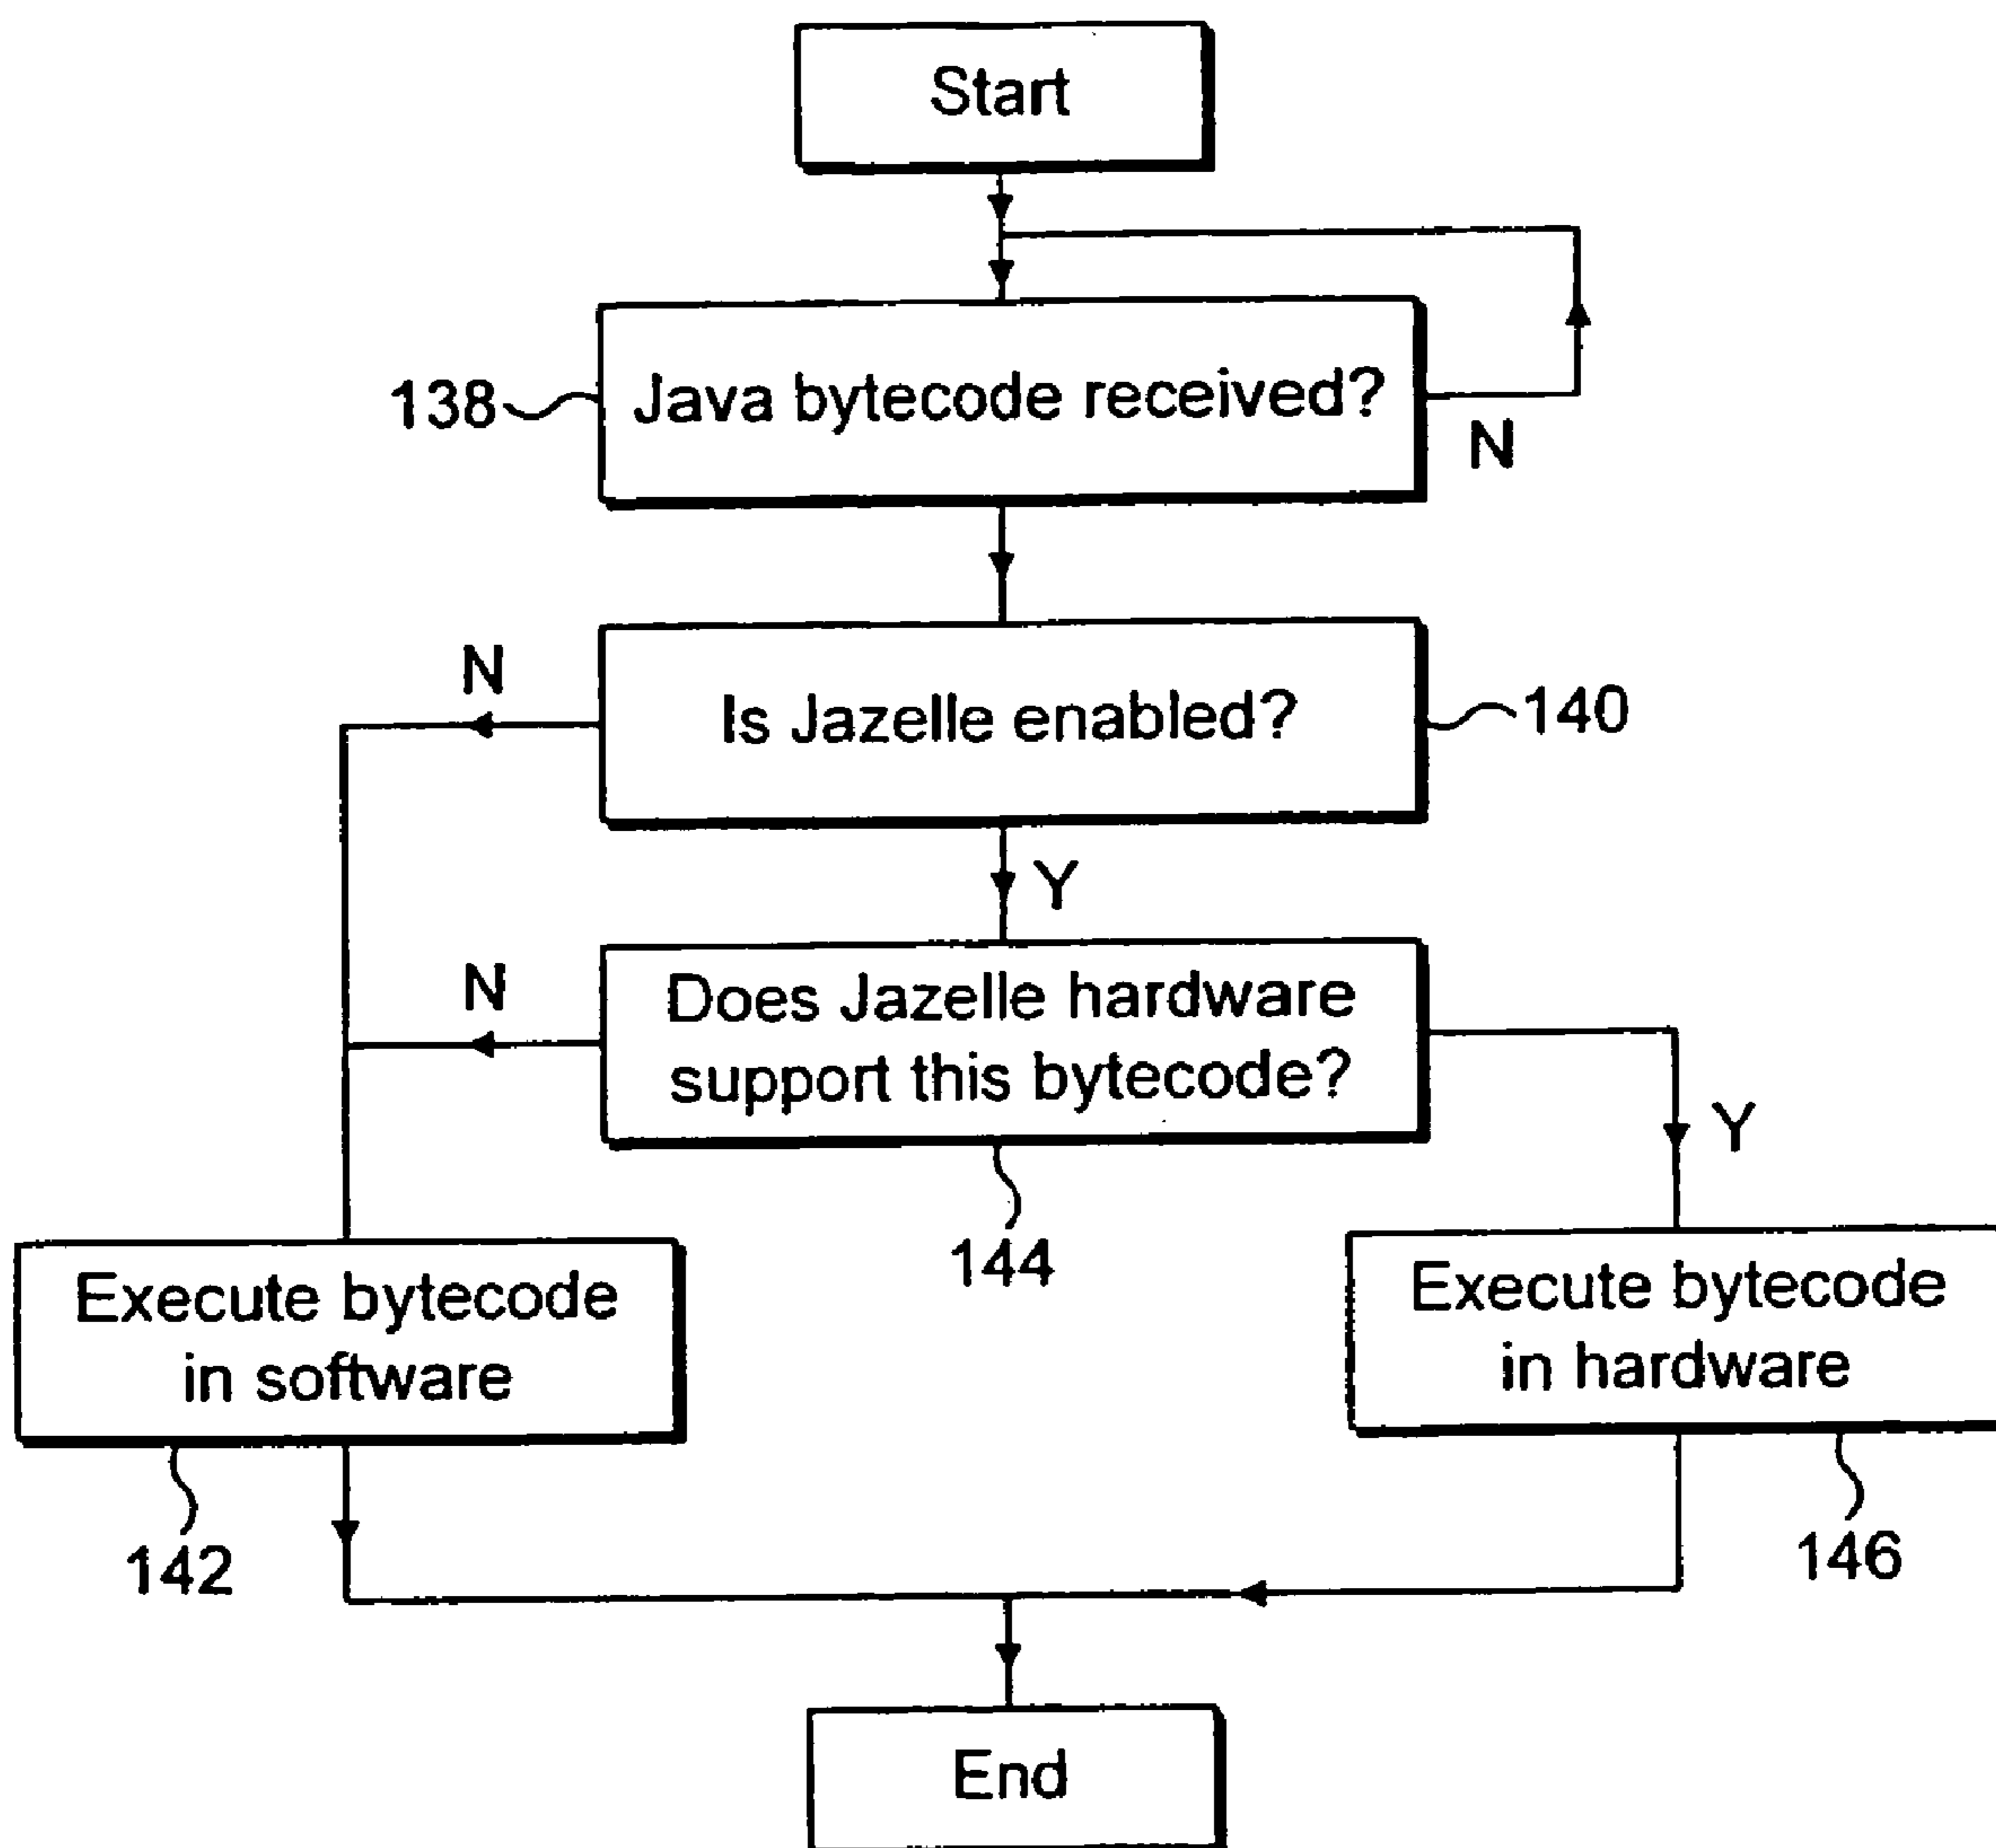 Start
138
Java bytecode received?
N
N
Is Jazelle enabled?
140
Y
N
Does Jazelle hardware
support this bytecode?
Y
144
Execute bytecode
in software
Execute bytecode
in hardware
142
146
End